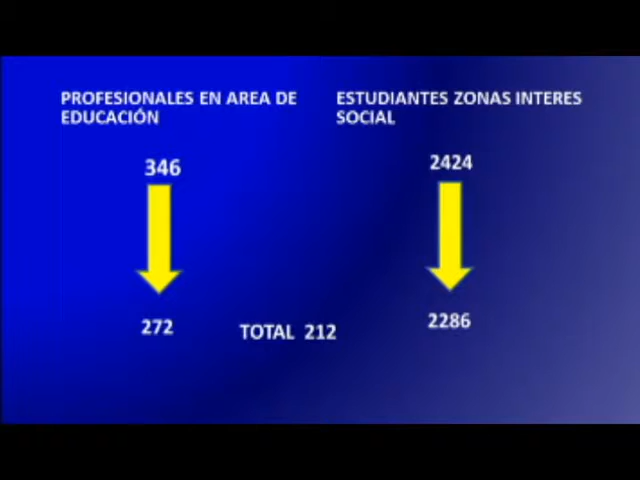 PROFESIONALES EN AREA DE
EDUCACIÓN
346
272
TOTAL 212
ESTUDIANTES ZONAS INTERES
SOCIAL
2424
2286